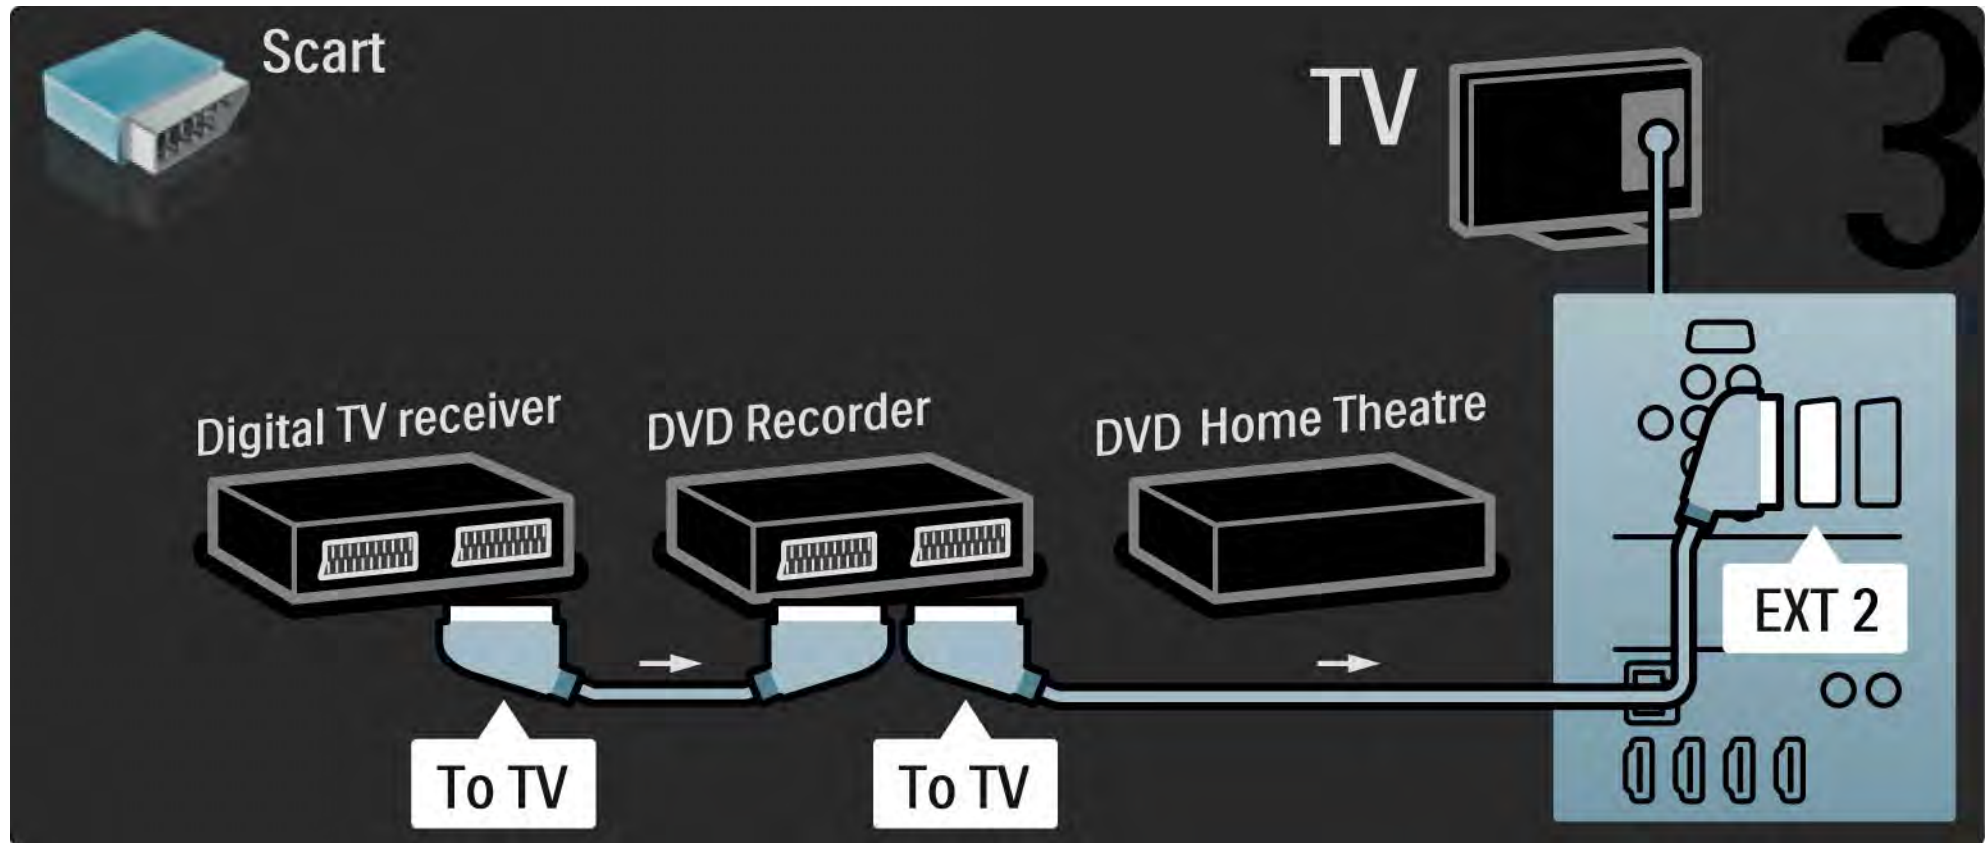 Scart
TV
3
Digital TV receiver
DVD Recorder
DVD Home Theatre
EXT 2
To TV
To TV